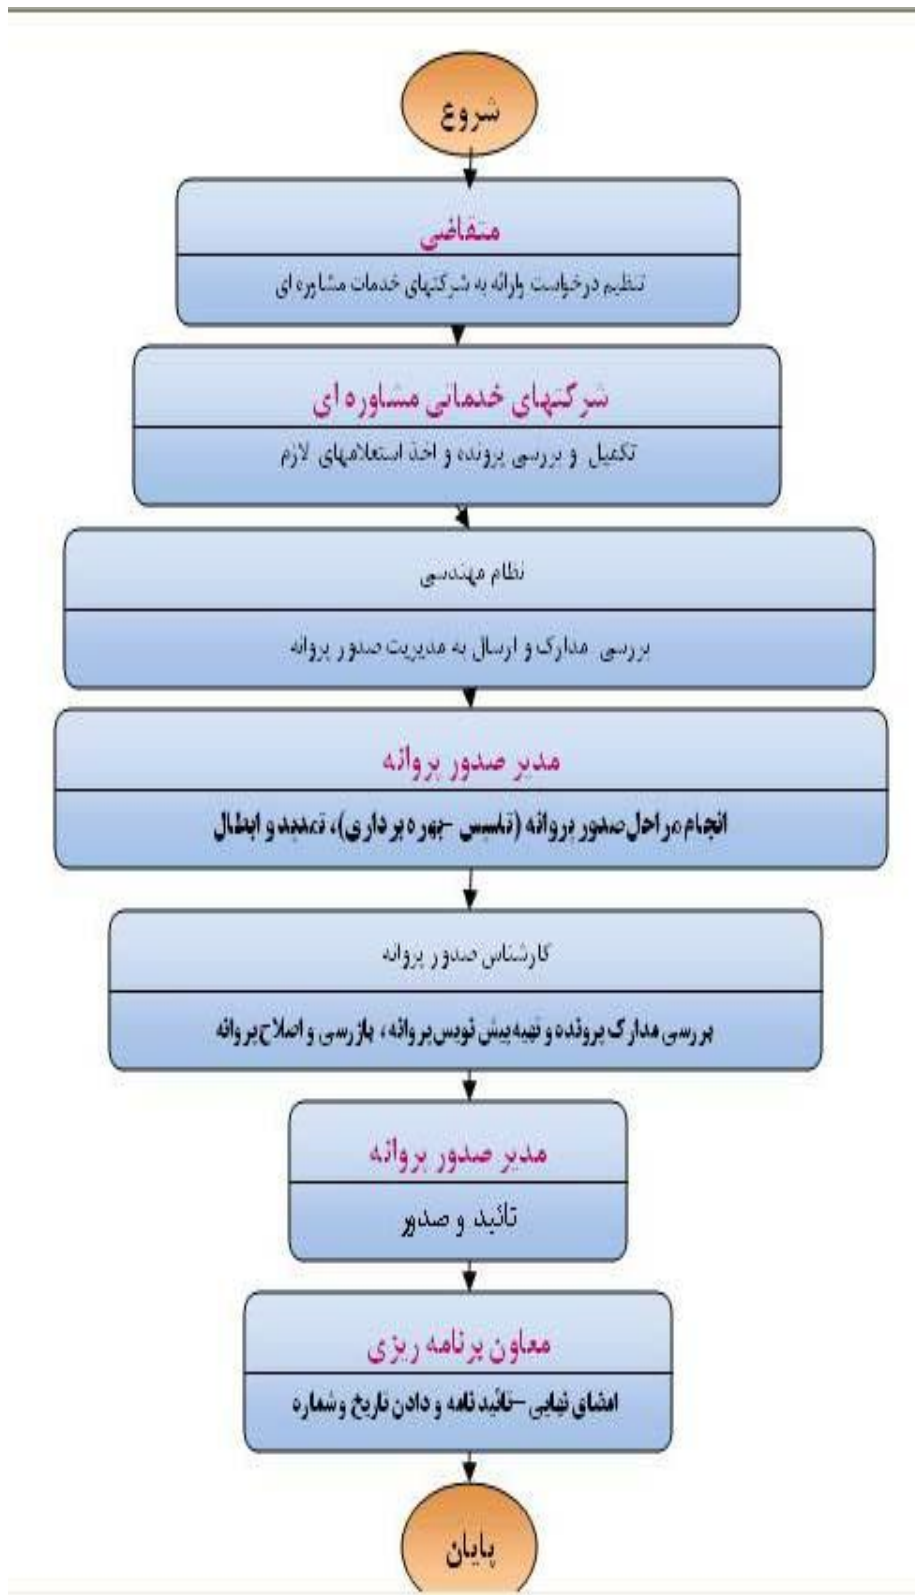 شروع
متقاضی
تنظیم درخواست وارائه به شرکتهای خدمات مشاوره ای
شرکتهای خدماتی مشاوره ای
تکمیل و بررسی پرونده و اخذ استعلامهای لازم
نظام مهندسی
بررسی مدارک و ارسال به مدیریت صدور پروانه
مدیر صدور پروانه
انجام مراحل صدور پروانه (تاسیس -بهره برداری)، تمدید و ابطال
کارشناس صدور پروانه
بررسی مدارک پرونده و تهیه پیش نویس پروانه، بازرسی و اصلاح پروانه
مدیر صدور پروانه
تائید و صدور
معاون برنامه ریزی
امضای نهایی –تائید نامه و دادن تاریخ وشماره
پایان